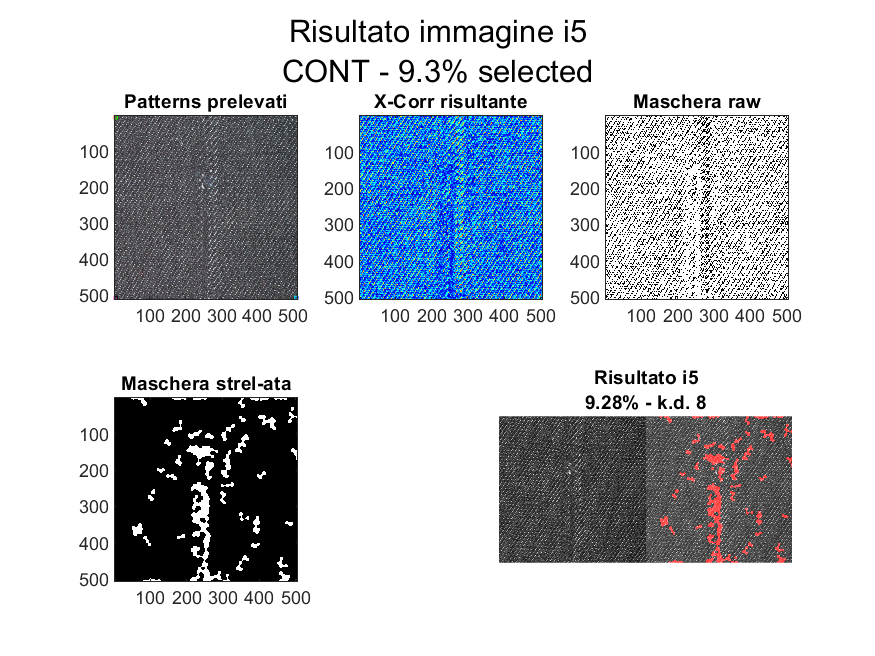 Risultato immagine i5
CONT - 9.3% selected
Patterns prelevati
100
200
300
400
500
100 200 300 400 500
X-Corr risultante
100
200
300
400
500
100 200 300 400 500
Maschera raw
100
200
300
400
500
100 200 300 400 500
Maschera strel-ata
100
200
300
400
500
100 200 300 400 500
Risultato i5
9.28% - k.d. 8